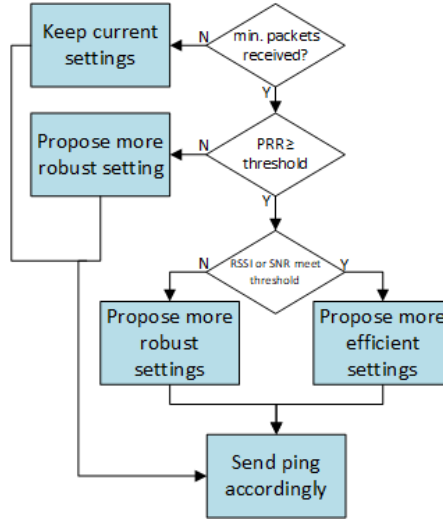 Keep current
settings
N
min. packets
received?
Y
Propose more
robust setting
N
PRR ≥
threshold
Y
N
RSSI or SNR meet
threshold
Y
Propose more
robust
settings
Propose more
efficient
settings
Send ping
accordingly